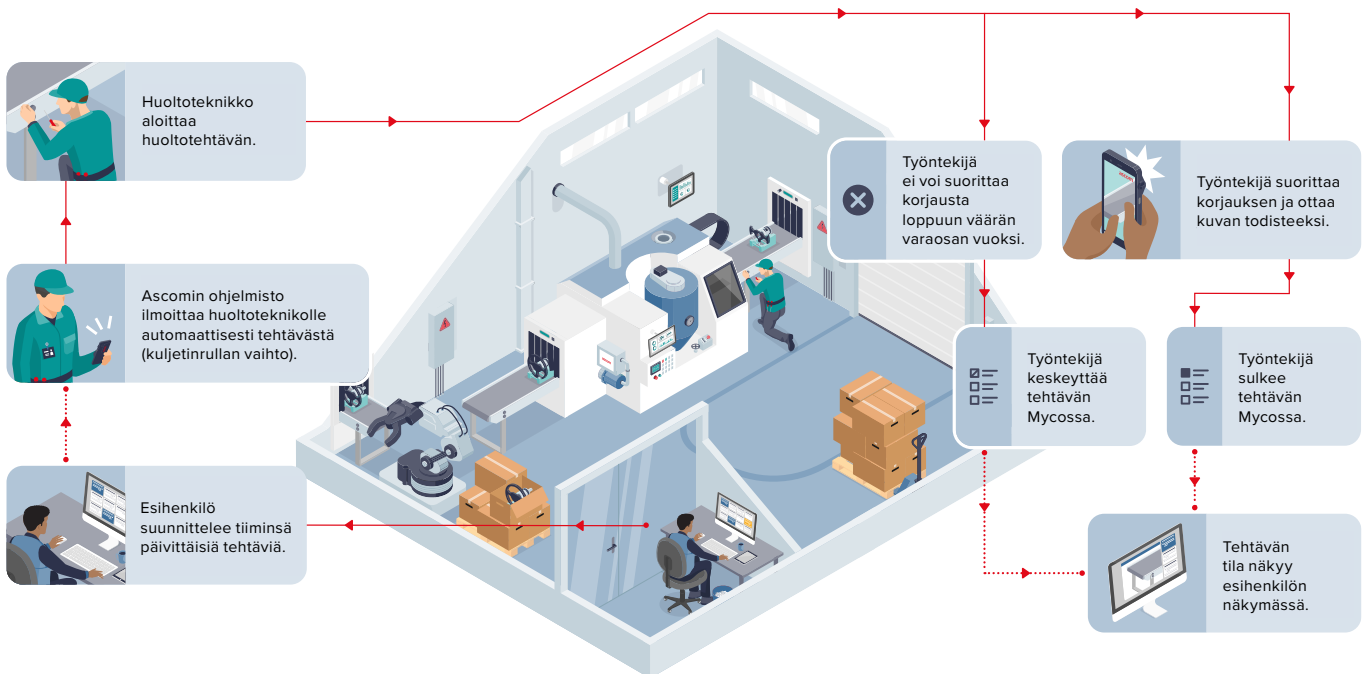 Huoltoteknikko
aloittaa
huoltotehtävän.
Ascomin ohjelmisto
ilmoittaa huoltoteknikolle
automaattisesti tehtävästä
(kuljetinrullan vaihto).
Esihenkilö
suunnittelee tiiminsä
päivittäisiä tehtäviä.
Työntekijä
ei voi suorittaa
korjausta
loppuun väärän
varaosan vuoksi.
Työntekijä suorittaa
korjauksen ja ottaa
kuvan todisteeksi.
Työntekijä
keskeyttää
tehtävän
Mycossa.
Työntekijä
sulkee
tehtävän
Mycossa.
Tehtävän
tila näkyy
esihenkilön
näkymässä.